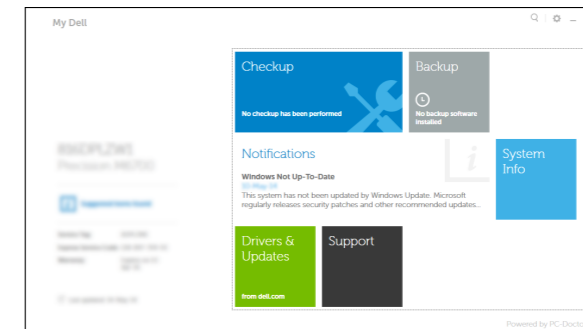 My Dell
Checkup
No checkup has been performed
Backup
No backup software
installed
Notifications
Windows Not Up-To-Date
This system has not been updated by Windows Update. Microsoft
regularly releases security patches and other recommended updates...
System
Info
Drivers &
Updates
from dell.com
Support
Powered by PC-Doctor